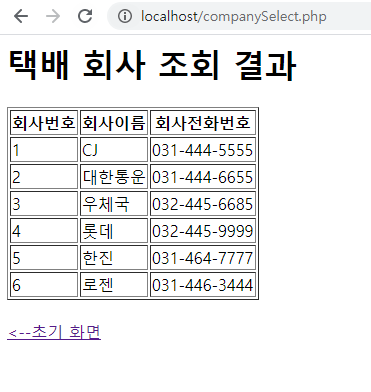 localhost/companySelect.php
택배 회사 조회 결과
회사번호 회사이름 회사전화번호
1 CJ 031-444-5555
2 대한통운 031-444-6655
3 우체국 032-445-6685
4 롯데 032-445-9999
5 한진 031-464-7777
6 로젠 031-446-3444
<--초기 화면